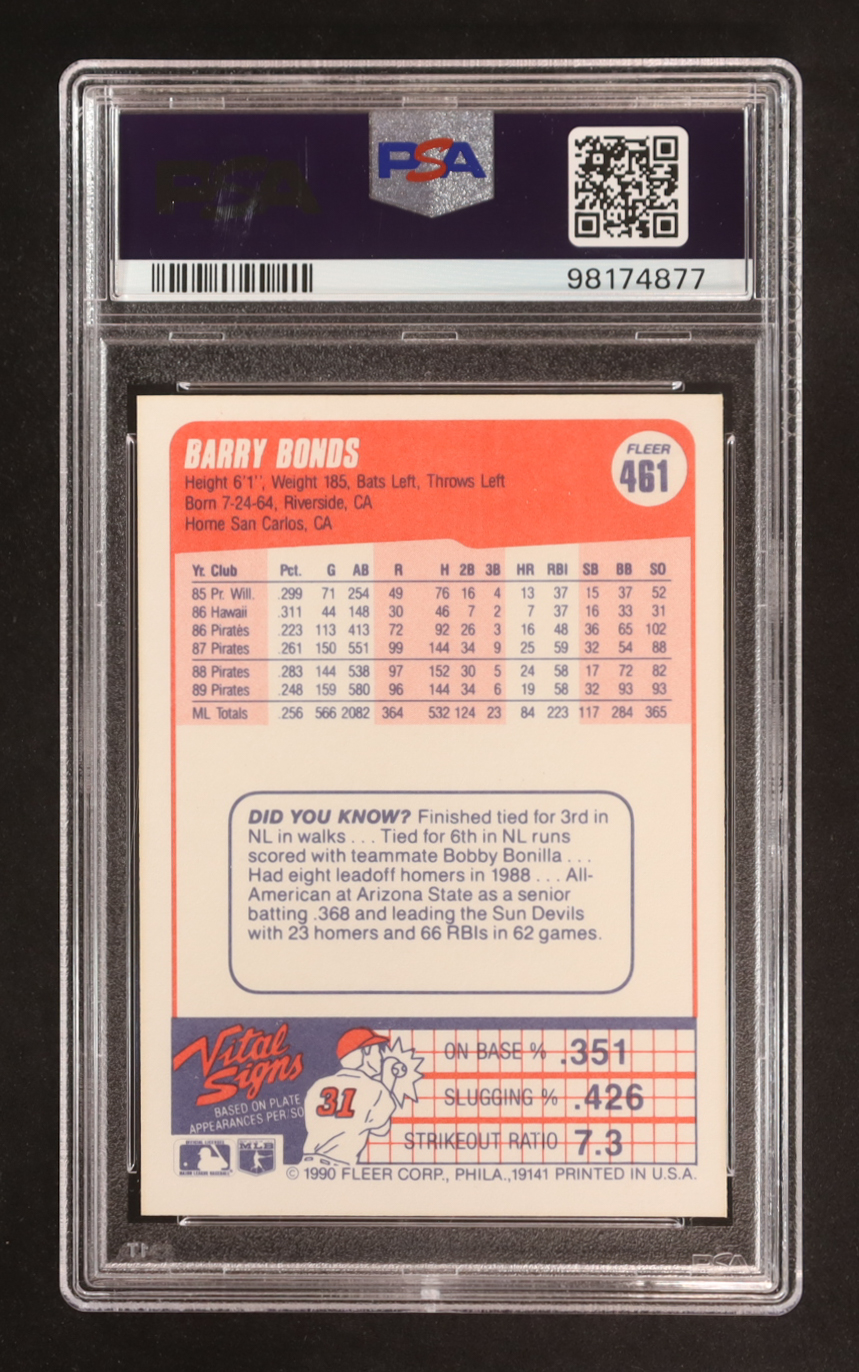 PSA
98174877
BARRY BONDS
FLEER
461
Height 6'1'', Weight 185, Bats Left, Throws Left
Born 7-24-64, Riverside, CA
Home San Carlos, CA
Yr. Club Pct. G AB R H 2B 3B HR RBI SB BB SO
85 Pr. Will. .299 71 254 49 76 16 4 13 37 15 37 52
86 Hawaii .311 44 148 30 46 7 2 7 37 16 33 31
86 Pirates .223 113 413 72 92 26 3 16 48 36 65 102
87 Pirates .261 150 551 99 144 34 9 25 59 32 54 88
88 Pirates .283 144 538 97 152 30 5 24 58 17 72 82
89 Pirates .248 159 580 96 144 34 6 19 58 32 93 93
ML Totals .256 566 2082 364 532 124 23 84 223 117 284 365
DID YOU KNOW? Finished tied for 3rd in
NL in walks . . . Tied for 6th in NL runs
scored with teammate Bobby Bonilla . . .
Had eight leadoff homers in 1988 . . . All-
American at Arizona State as a senior
batting .368 and leading the Sun Devils
with 23 homers and 66 RBIs in 62 games.
Vital
Signs
BASED ON PLATE
APPEARANCES PER/SO
31
ON BASE % .351
SLUGGING % .426
STRIKEOUT RATIO 7.3
MLB
© 1990 FLEER CORP., PHILA., 19141 PRINTED IN U.S.A.
PSA